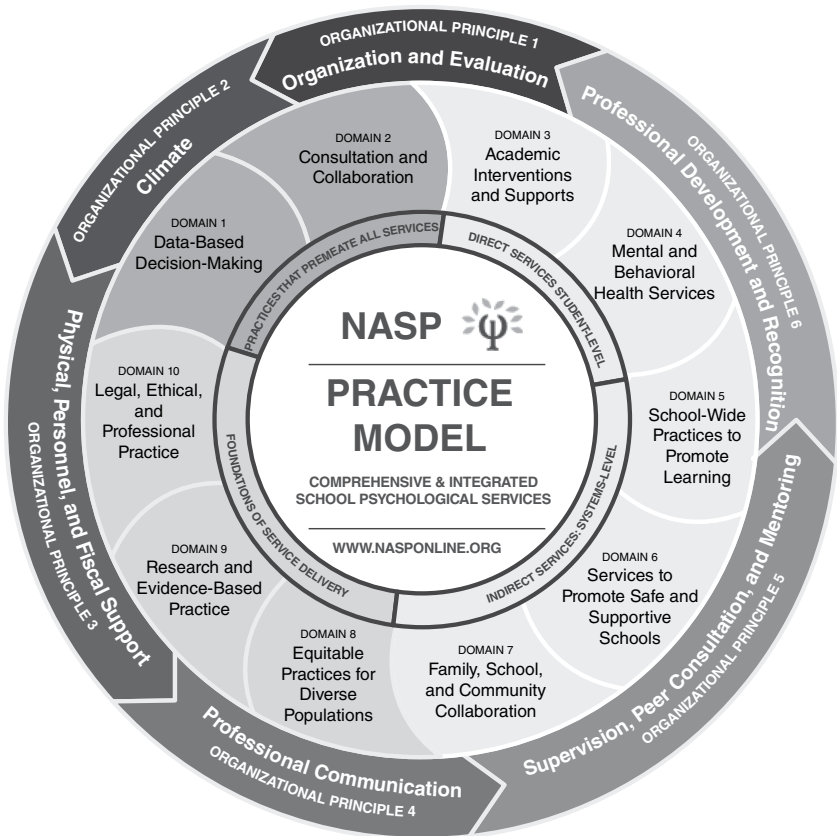 ORGANIZATIONAL PRINCIPLE 1
Organization and Evaluation
ORGANIZATIONAL PRINCIPLE 2
Climate
Physical, Personnel, and Fiscal Support
ORGANIZATIONAL PRINCIPLE 3
Professional Communication
ORGANIZATIONAL PRINCIPLE 4
Supervision, Peer Consultation, and Mentoring
ORGANIZATIONAL PRINCIPLE 5
ORGANIZATIONAL PRINCIPLE 6
Professional Development and Recognition
DOMAIN 1
Data-Based
Decision-Making
DOMAIN 2
Consultation and
Collaboration
DOMAIN 3
Academic
Interventions
and Supports
DOMAIN 4
Mental and
Behavioral
Health Services
DOMAIN 5
School-Wide
Practices to
Promote
Learning
DOMAIN 6
Services to
Promote Safe and
Supportive
Schools
DOMAIN 7
Family, School,
and Community
Collaboration
DOMAIN 8
Equitable
Practices for
Diverse
Populations
DOMAIN 9
Research and
Evidence-Based
Practice
DOMAIN 10
Legal, Ethical,
and
Professional
Practice
PRACTICES THAT PREMEATE ALL SERVICES
DIRECT SERVICES STUDENT-LEVEL
INDIRECT SERVICES: SYSTEMS-LEVEL
FOUNDATIONS OF SERVICE DELIVERY
NASP ψ
PRACTICE
MODEL
COMPREHENSIVE & INTEGRATED
SCHOOL PSYCHOLOGICAL SERVICES
WWW.NASPONLINE.ORG